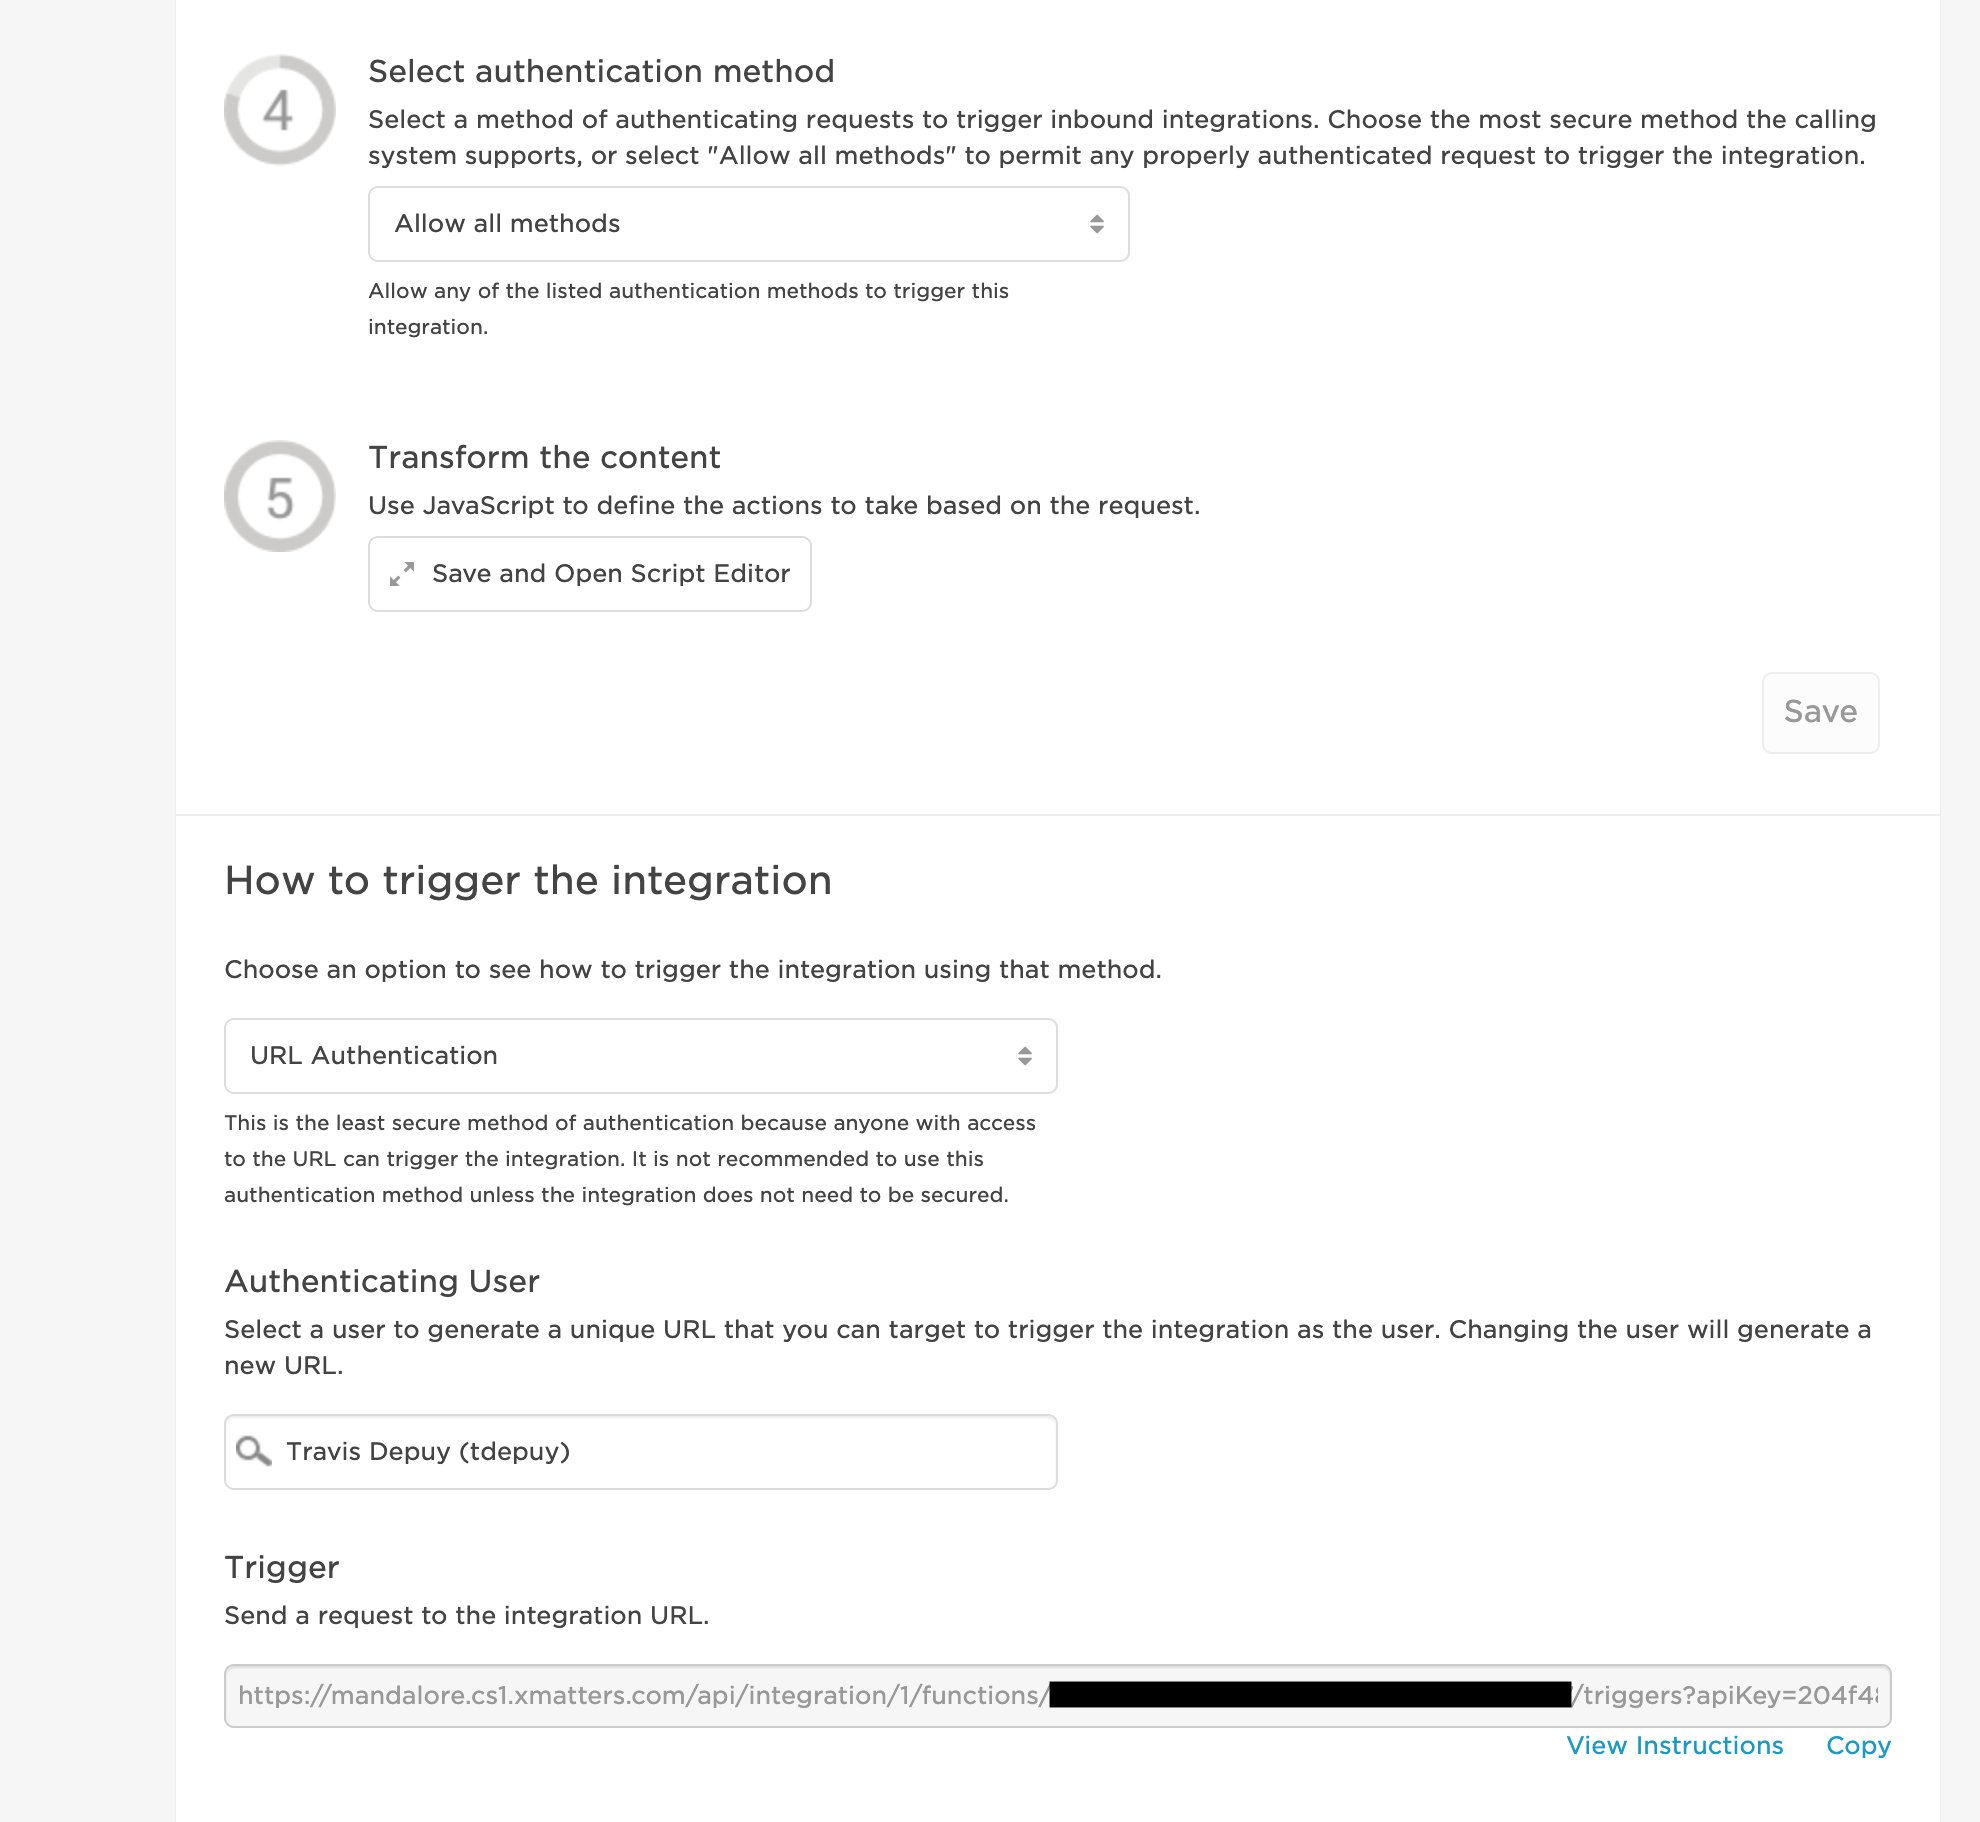 4
Select authentication method
Select a method of authenticating requests to trigger inbound integrations. Choose the most secure method the calling
system supports, or select "Allow all methods" to permit any properly authenticated request to trigger the integration.
Allow all methods
Allow any of the listed authentication methods to trigger this
integration.
5
Transform the content
Use JavaScript to define the actions to take based on the request.
Save and Open Script Editor
Save
How to trigger the integration
Choose an option to see how to trigger the integration using that method.
URL Authentication
This is the least secure method of authentication because anyone with access
to the URL can trigger the integration. It is not recommended to use this
authentication method unless the integration does not need to be secured.
Authenticating User
Select a user to generate a unique URL that you can target to trigger the integration as the user. Changing the user will generate a
new URL.
Travis Depuy (tdepuy)
Trigger
Send a request to the integration URL.
https://mandalore.cs1.xmatters.com/api/integration/1/functions/ /triggers?apiKey=204f4
View Instructions Copy